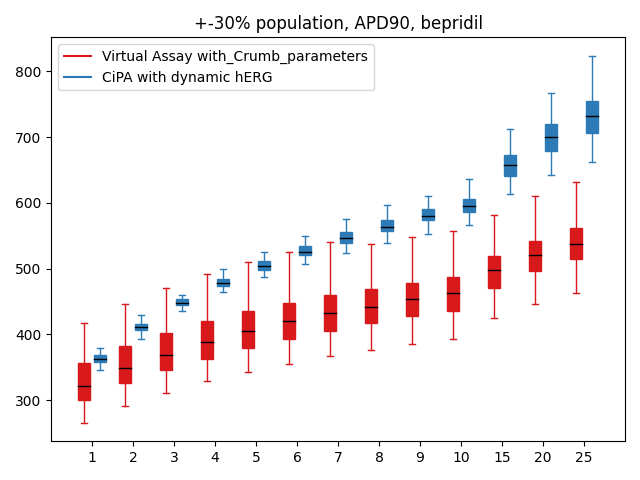 +-30% population, APD90, bepridil
Virtual Assay with_Crumb_parameters
CiPA with dynamic hERG
800
700
600
500
400
300
1 2 3 4 5 6 7 8 9 10 15 20 25